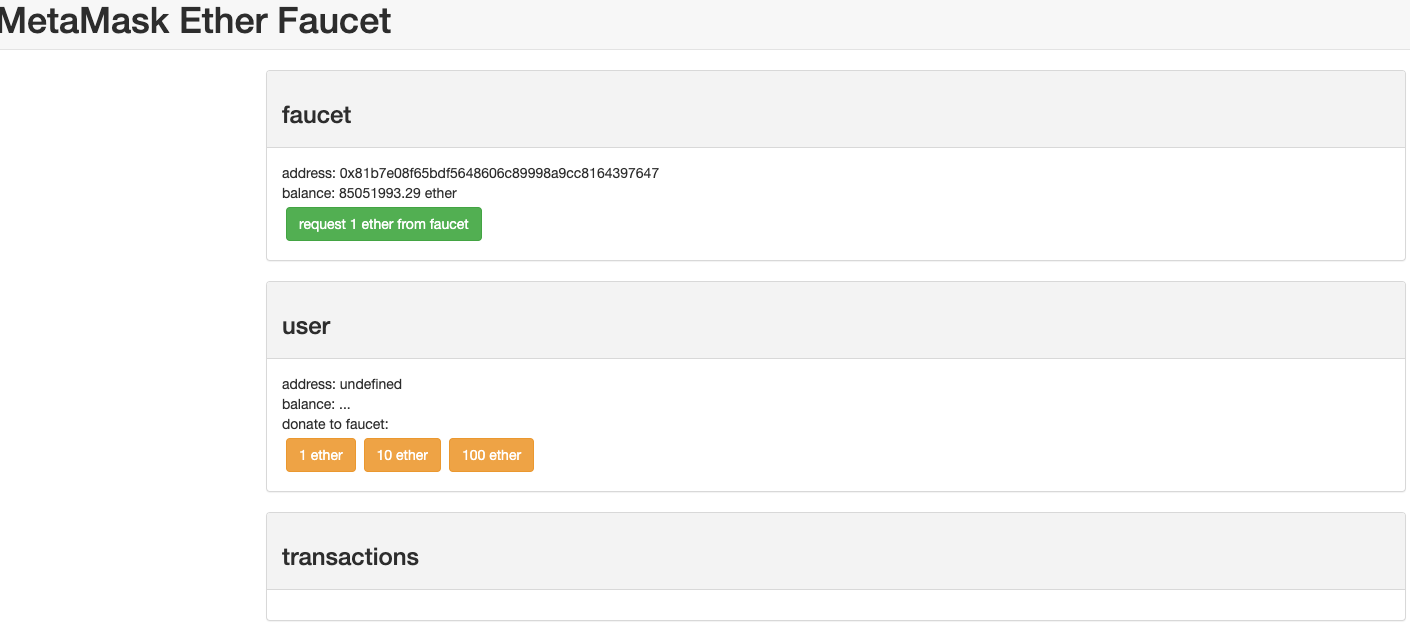 MetaMask Ether Faucet
faucet
address: 0x81b7e08f65bdf5648606c89998a9cc8164397647
balance: 85051993.29 ether
request 1 ether from faucet
user
address: undefined
balance: ...
donate to faucet:
1 ether 10 ether 100 ether
transactions